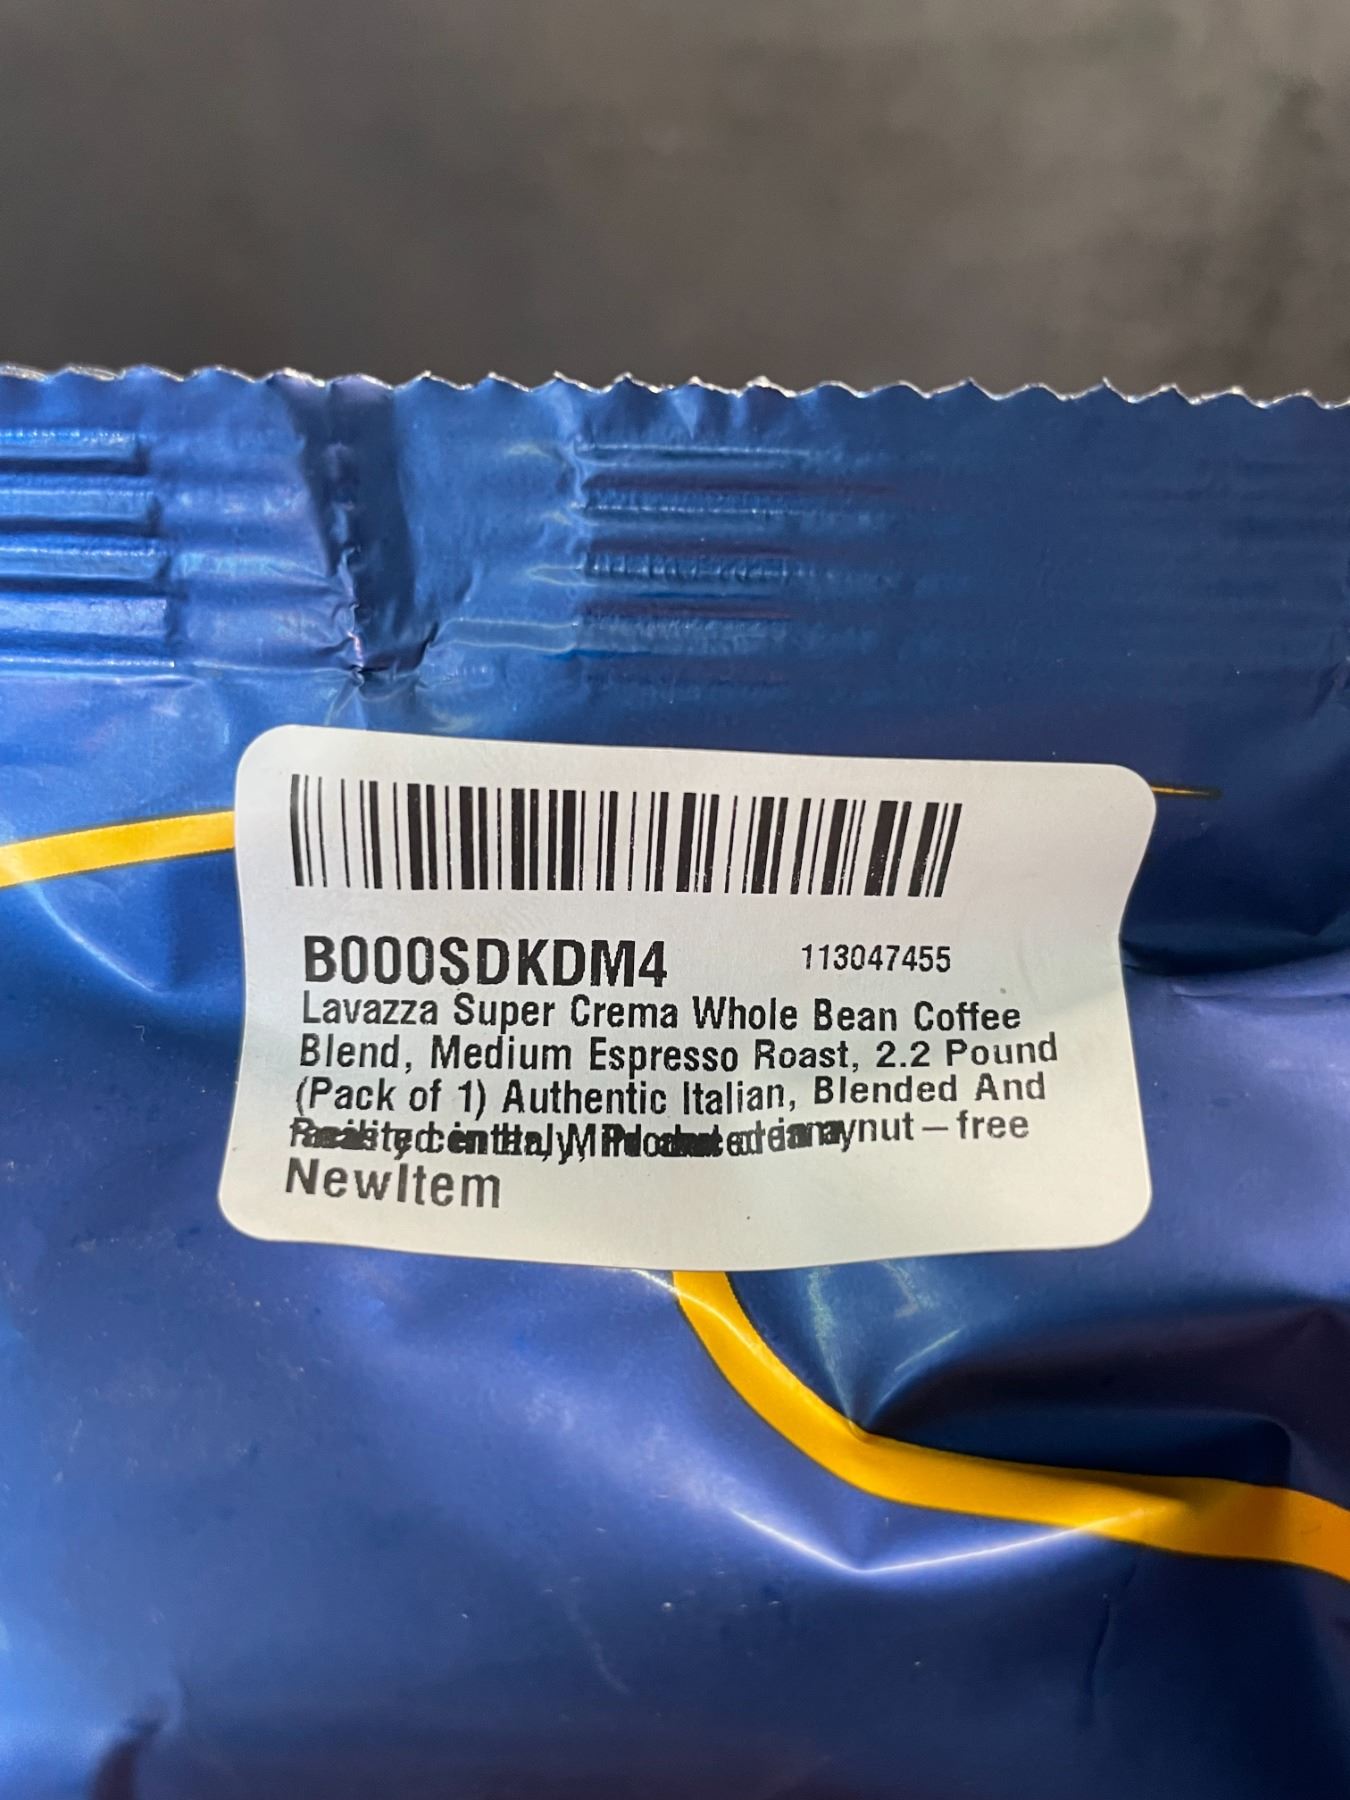 B000SDKDM4 113047455
Lavazza Super Crema Whole Bean Coffee
Blend, Medium Espresso Roast, 2.2 Pound
(Pack of 1) Authentic Italian, Blended And
nut-free
NewItem